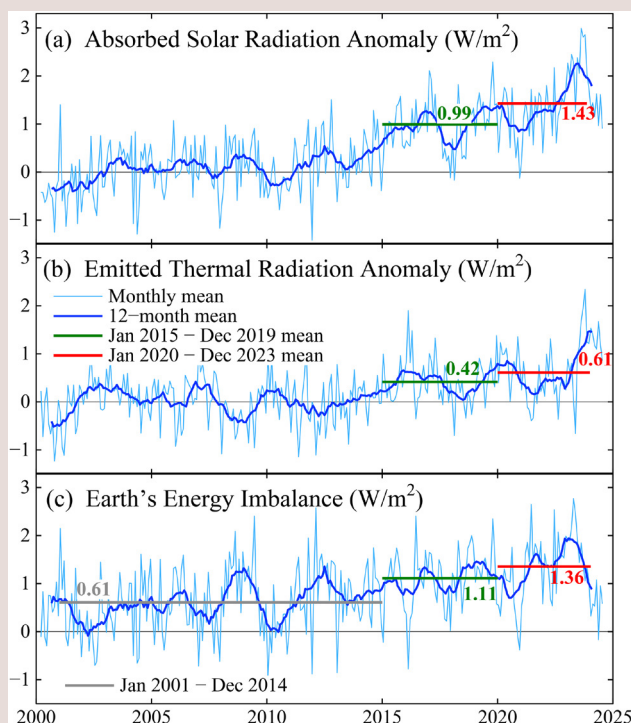 (a) Absorbed Solar Radiation Anomaly (W/m²)
3
2
1
0
−1
0.99
1.43
(b) Emitted Thermal Radiation Anomaly (W/m²)
3
2
1
0
−1
Monthly mean
12−month mean
Jan 2015 − Dec 2019 mean
Jan 2020 − Dec 2023 mean
0.42
0.61
(c) Earth's Energy Imbalance (W/m²)
3
2
1
0
−1
0.61
1.11
1.36
Jan 2001 − Dec 2014
2000 2005 2010 2015 2020 2025